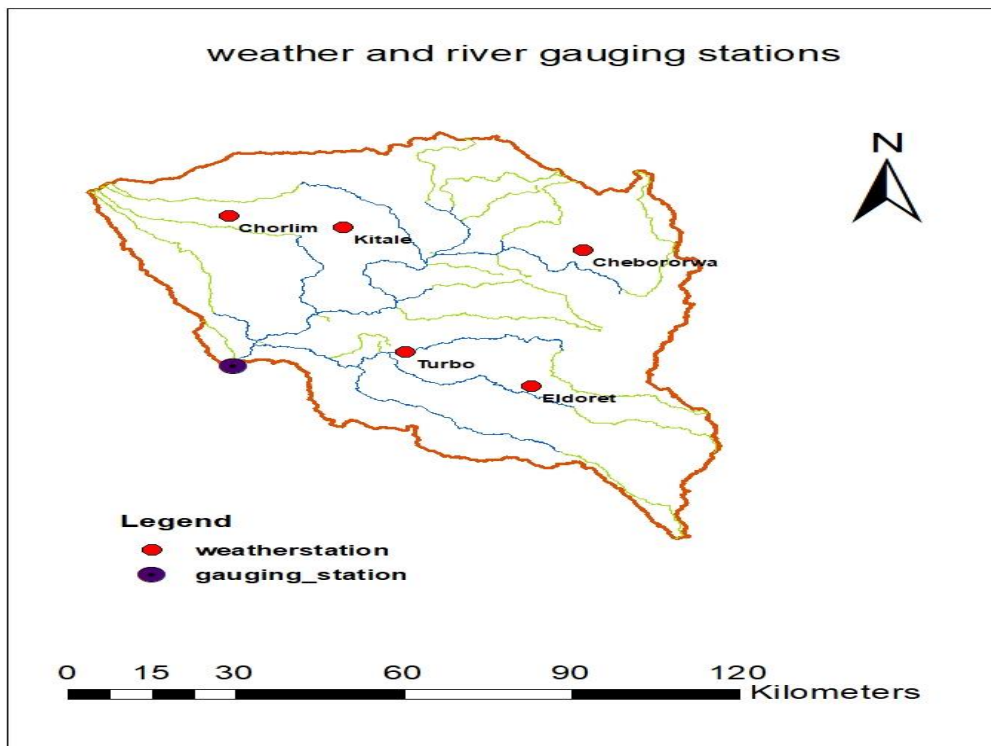 weather and river gauging stations
N
Chorlim
Kitale
Chebororwa
Turbo
Eldoret
Legend
weatherstation
gauging_station
0 15 30 60 90 120
Kilometers